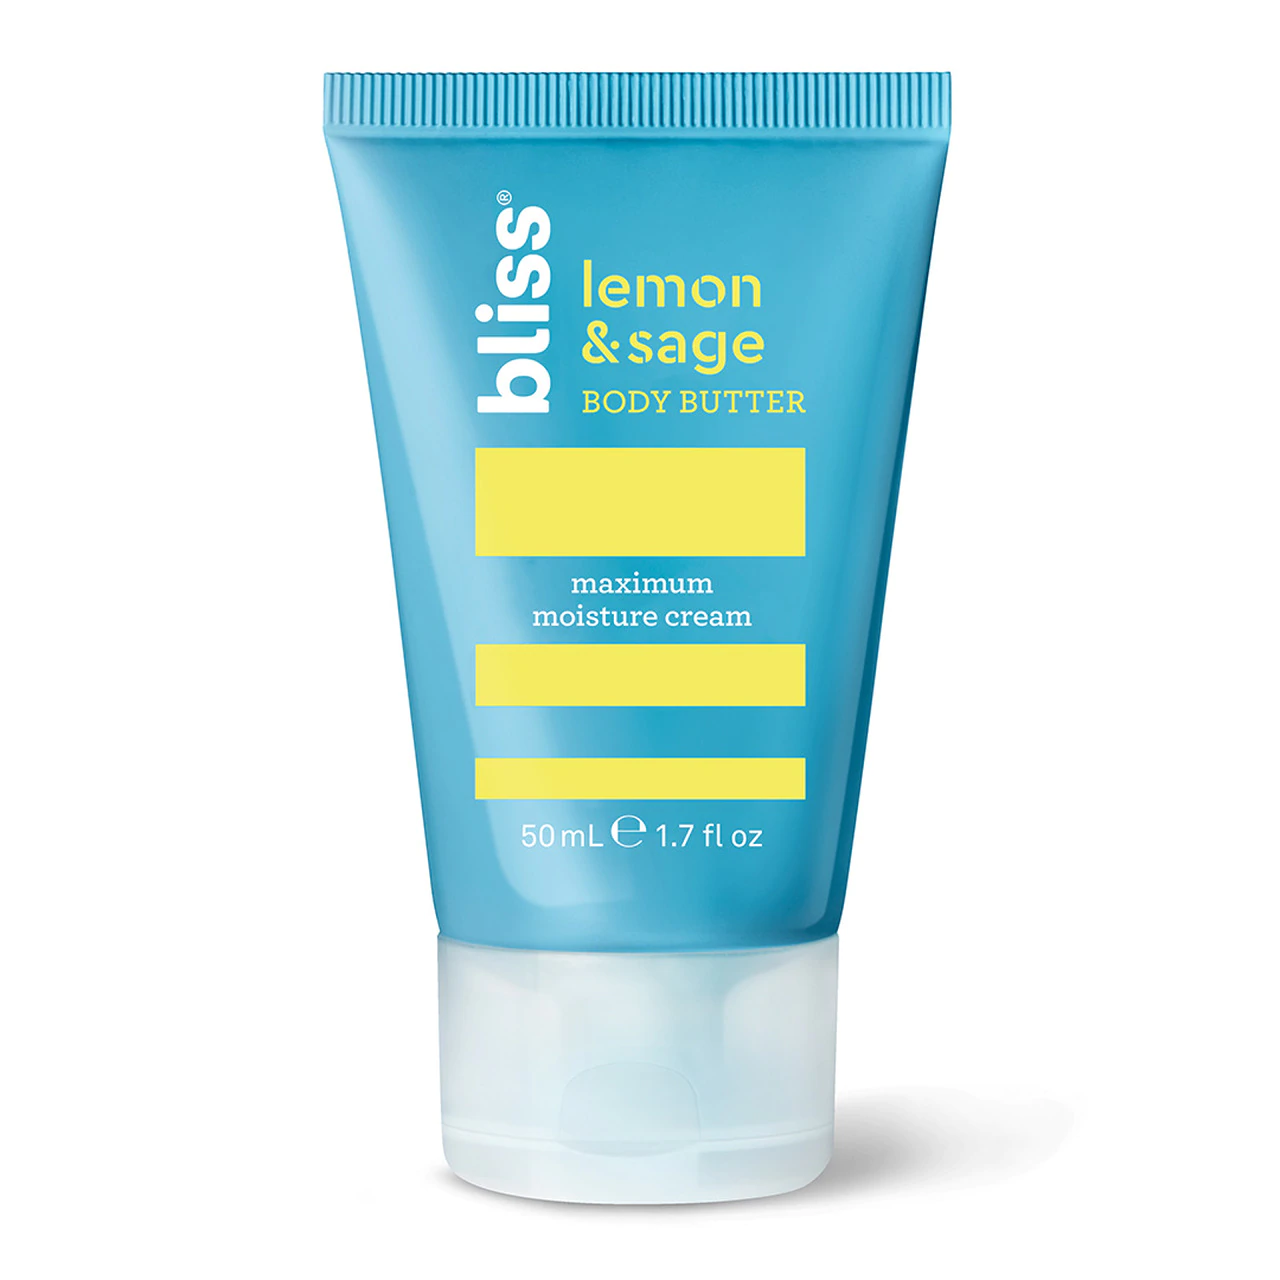 bliss®
lemon
&sage
BODY BUTTER
maximum
moisture cream
50 mL ℮ 1.7 fl oz